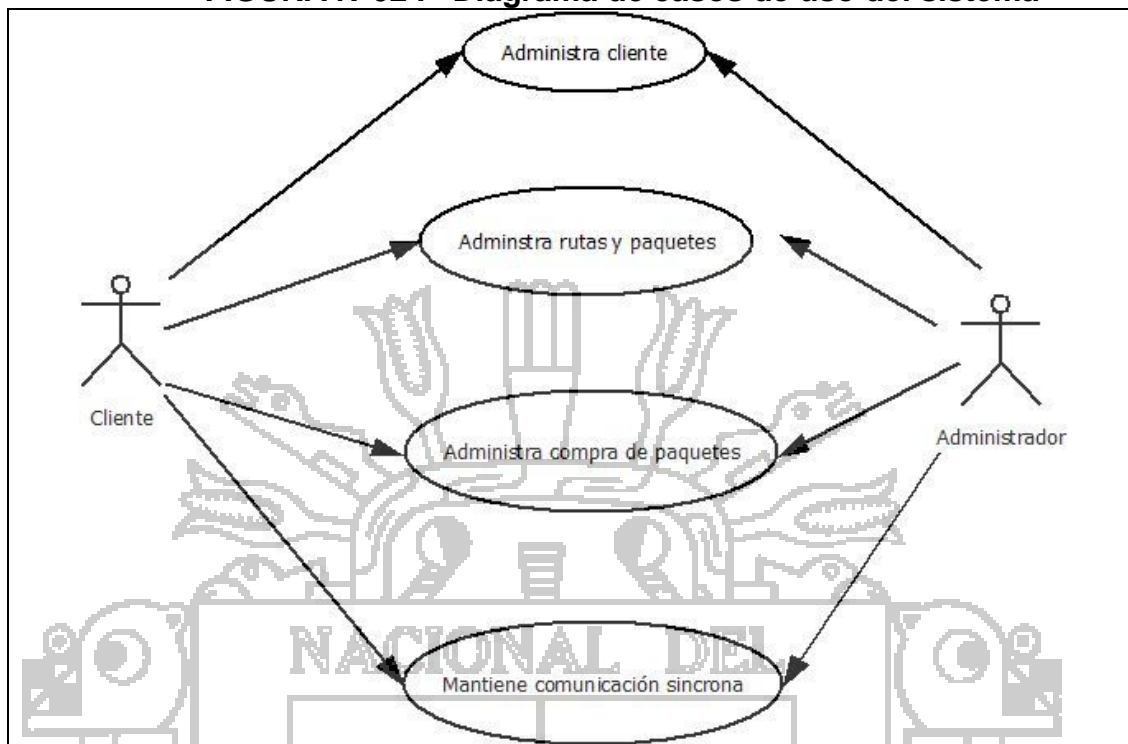 Diagrama de casos de uso del sistema
Administra cliente
Adminstra rutas y paquetes
Cliente
Administra compra de paquetes
Administrador
NACIONAL DEL
Mantiene comunicación sincrona